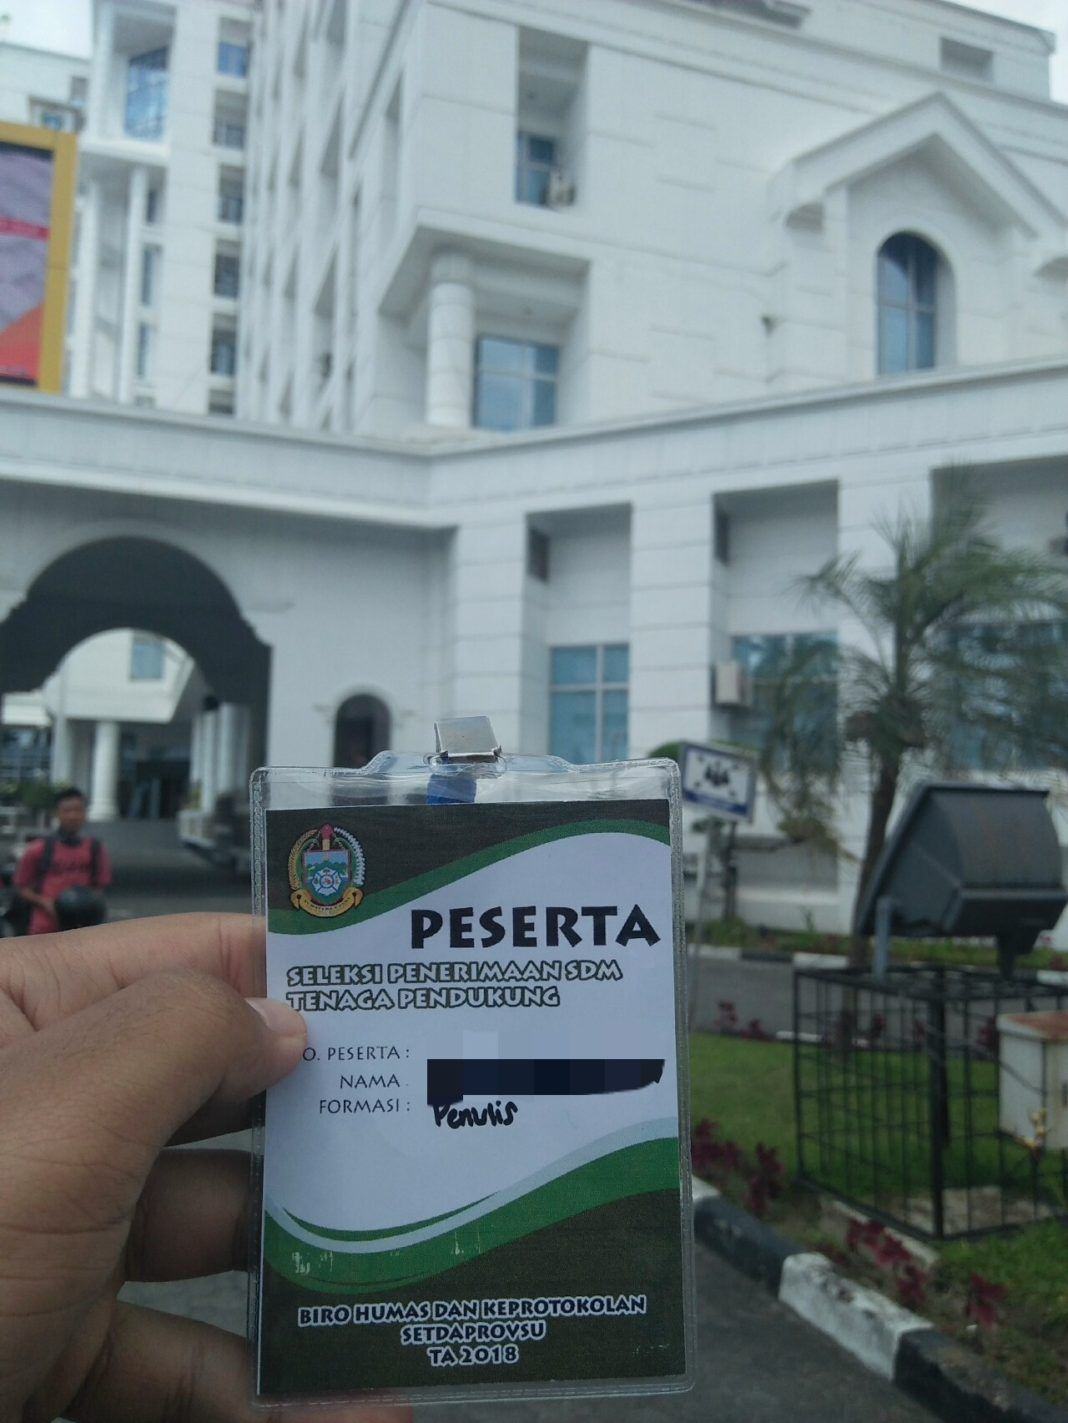 PESERTA
SELEKSI PENERIMAAN SDM
TENAGA PENDUKUNG
O. PESERTA :
NAMA
FORMASI : Penulis
BIRO HUMAS DAN KEPROTOKOLAN
SETDAPROVSU
TA 2018